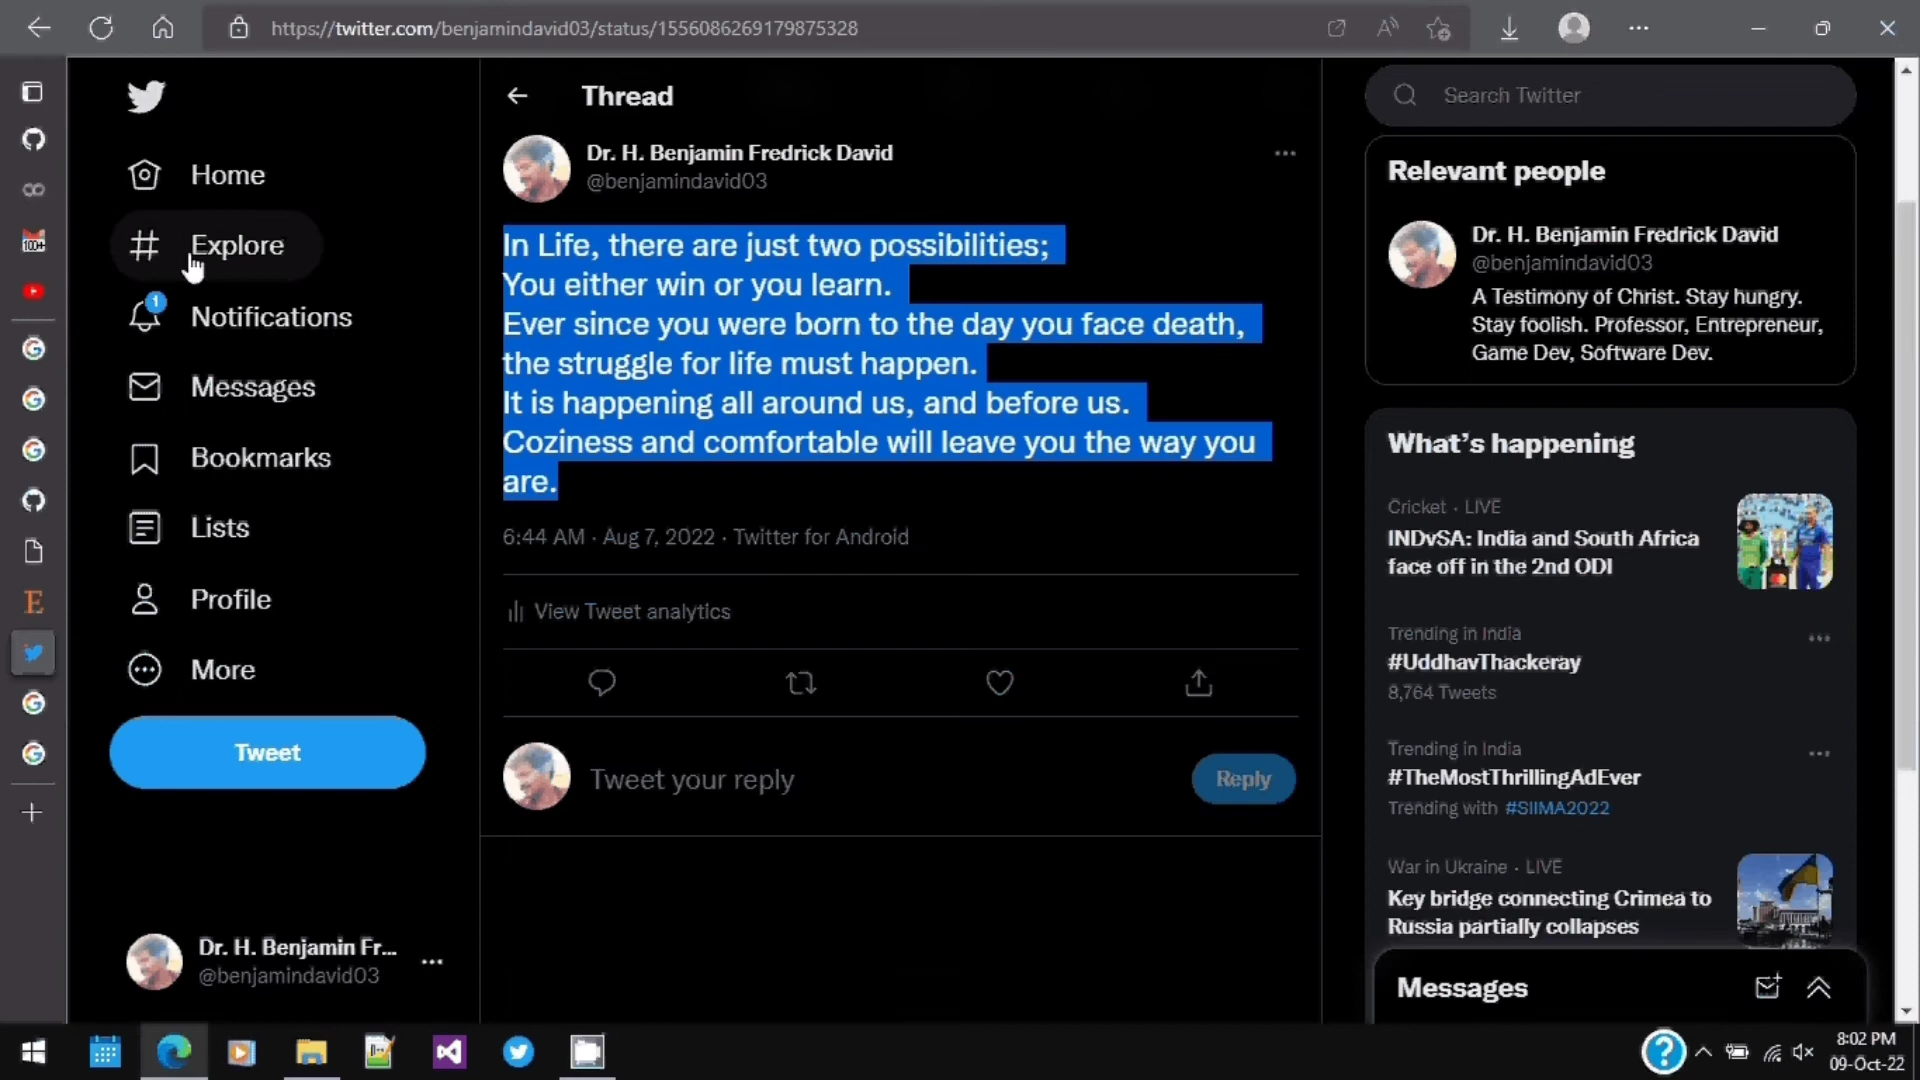 https://twitter.com/benjamindavid03/status/1556086269179875328
Home
Explore
1
Notifications
Messages
Bookmarks
Lists
Profile
More
Tweet
Dr. H. Benjamin Fr...
@benjamindavid03
Thread
Dr. H. Benjamin Fredrick David
@benjamindavid03
In Life, there are just two possibilities;
You either win or you learn.
Ever since you were born to the day you face death,
the struggle for life must happen.
It is happening all around us, and before us.
Coziness and comfortable will leave you the way you
are.
6:44 AM · Aug 7, 2022 · Twitter for Android
View Tweet analytics
Tweet your reply
Reply
Search Twitter
Relevant people
Dr. H. Benjamin Fredrick David
@benjamindavid03
A Testimony of Christ. Stay hungry.
Stay foolish. Professor, Entrepreneur,
Game Dev, Software Dev.
What's happening
Cricket · LIVE
INDvSA: India and South Africa
face off in the 2nd ODI
Trending in India
#UddhavThackeray
8,764 Tweets
Trending in India
#TheMostThrillingAdEver
Trending with #SIIMA2022
War in Ukraine · LIVE
Key bridge connecting Crimea to
Russia partially collapses
Messages
8:02 PM
09-Oct-22